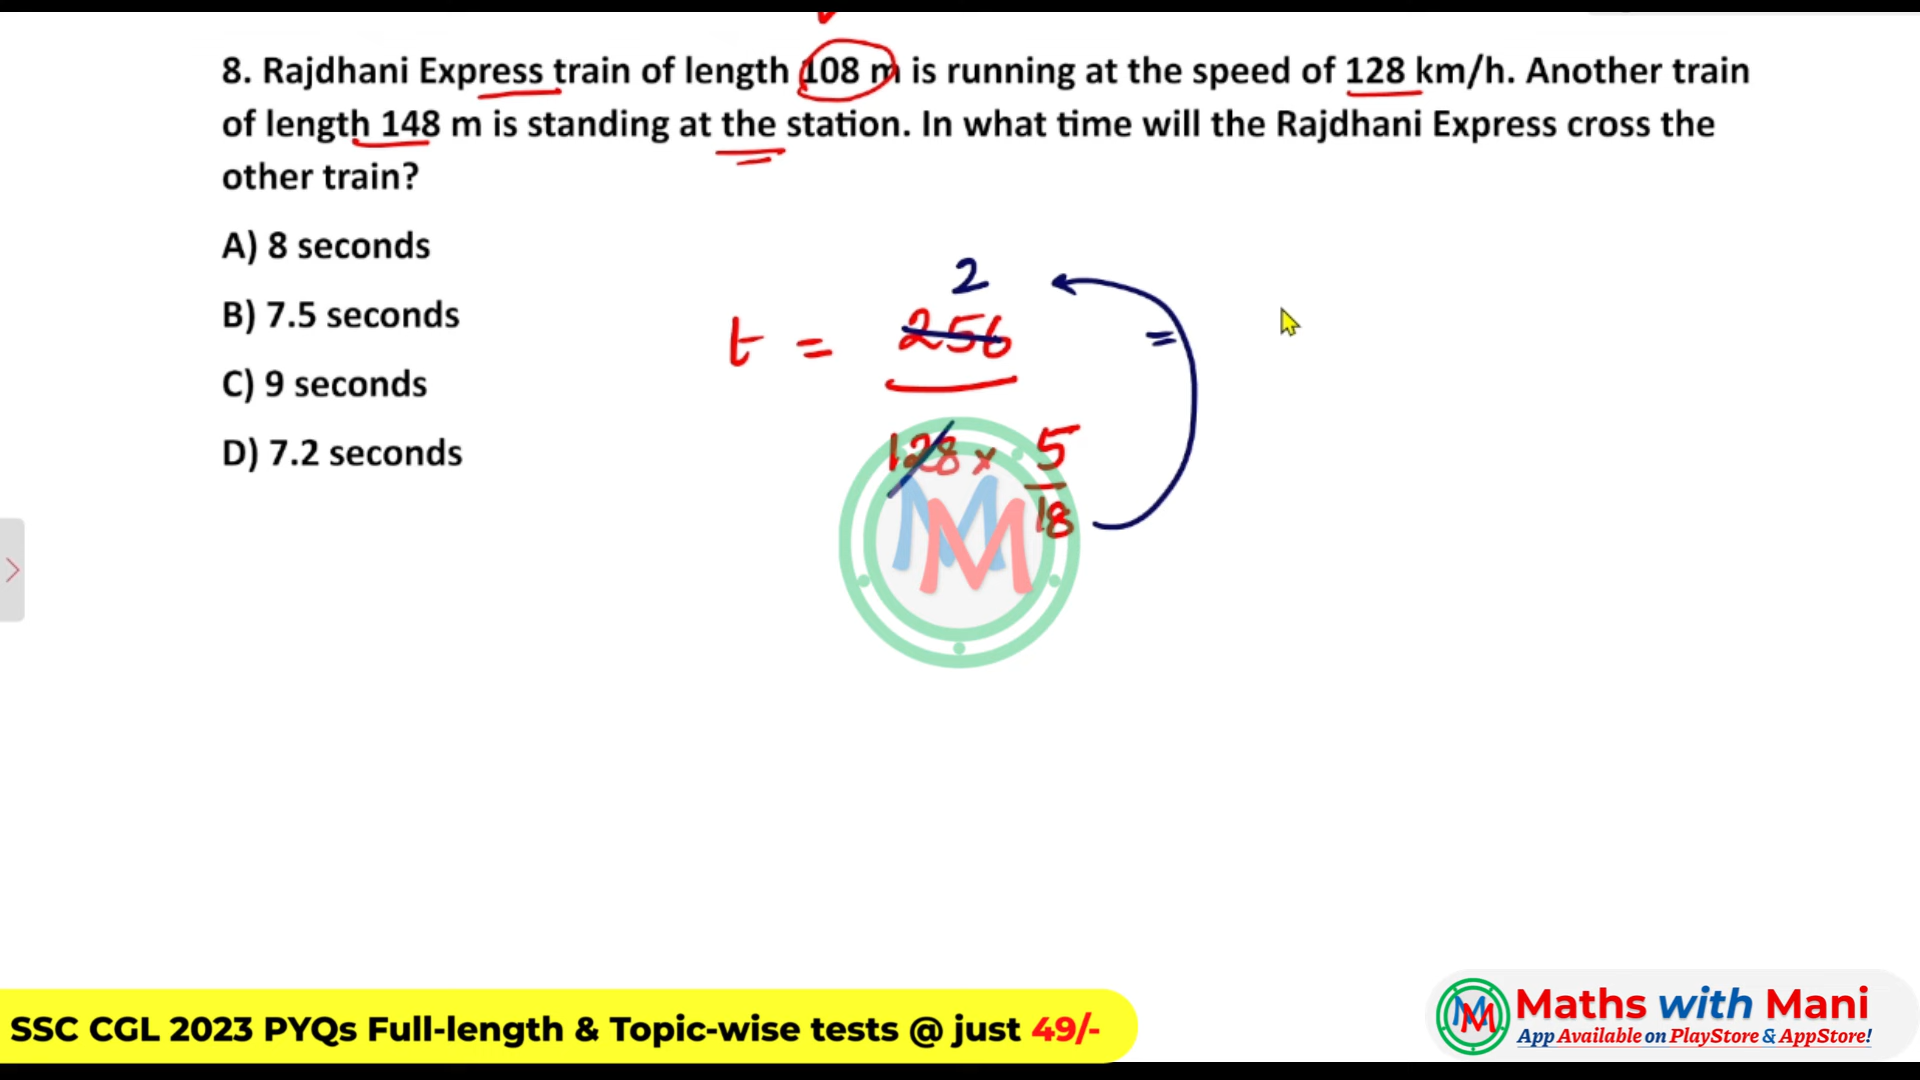 8. Rajdhani Express train of length 108 m is running at the speed of 128 km/h. Another train
of length 148 m is standing at the station. In what time will the Rajdhani Express cross the
other train?
A) 8 seconds
B) 7.5 seconds
C) 9 seconds
D) 7.2 seconds
2
t = 256 =
128 x 5
18
MM
SSC CGL 2023 PYQs Full-length & Topic-wise tests @ just 49/-
MM
Maths with Mani
App Available on PlayStore & AppStore!